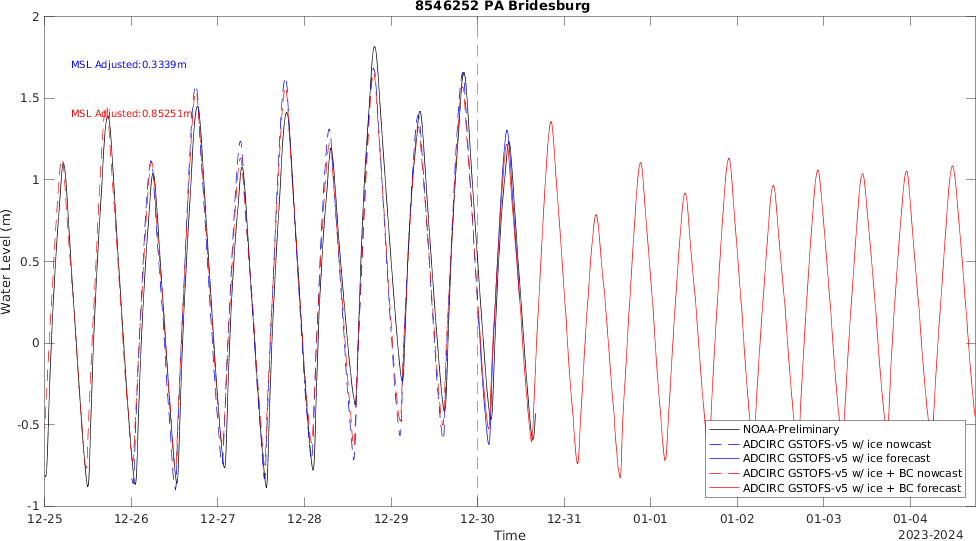 8546252 PA Bridesburg
2
1.5
1
0.5
0
-0.5
-1
Water Level (m)
MSL Adjusted:0.3339m
MSL Adjusted:0.85251m
NOAA-Preliminary
ADCIRC GSTOFS-v5 w/ ice nowcast
ADCIRC GSTOFS-v5 w/ ice forecast
ADCIRC GSTOFS-v5 w/ ice + BC nowcast
ADCIRC GSTOFS-v5 w/ ice + BC forecast
12-25 12-26 12-27 12-28 12-29 12-30 12-31 01-01 01-02 01-03 01-04
Time
2023-2024